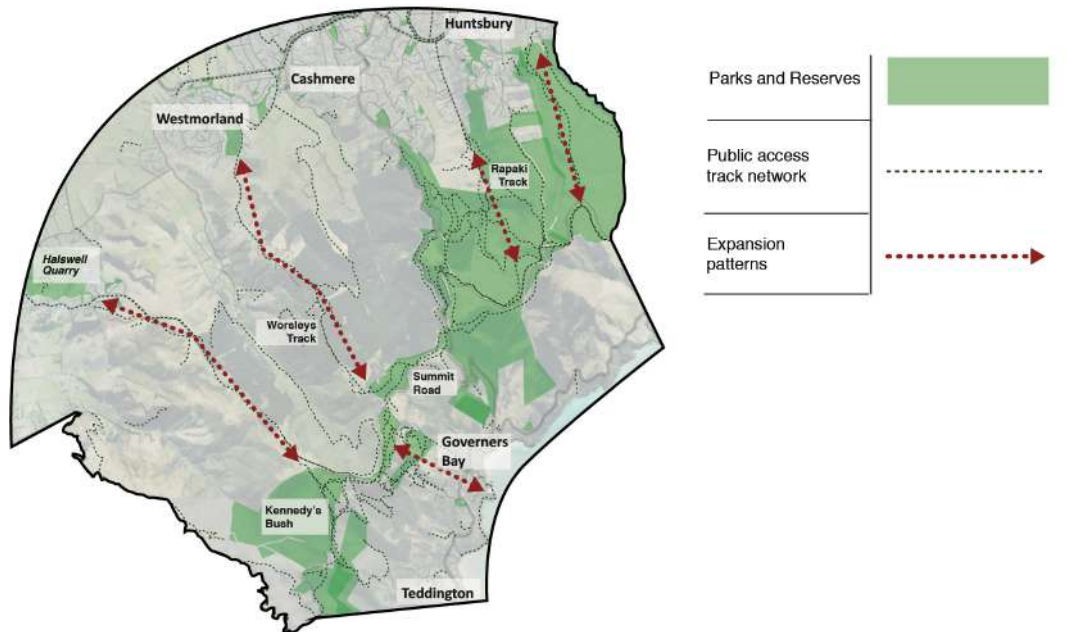 Huntsbury
Cashmere
Westmorland
Rapaki
Track
Halswell
Quarry
Worsleys
Track
Summit
Road
Governers
Bay
Kennedy's
Bush
Teddington
Parks and Reserves
Public access
track network
Expansion
patterns